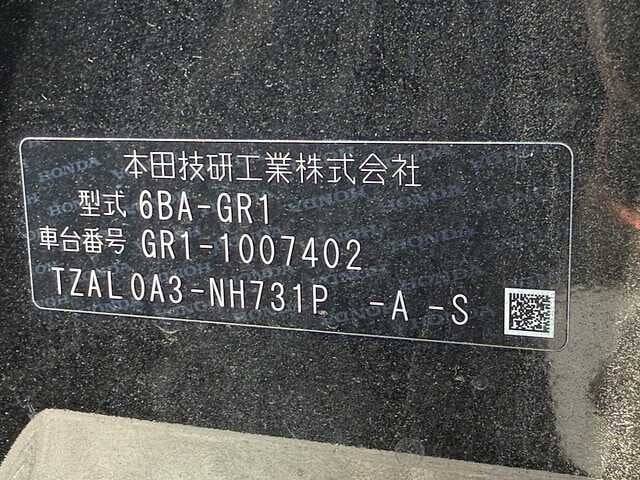 本田技研工業株式会社
型式 6BA-GR1
車台番号 GR1-1007402
TZAL0A3-NH731P -A -S